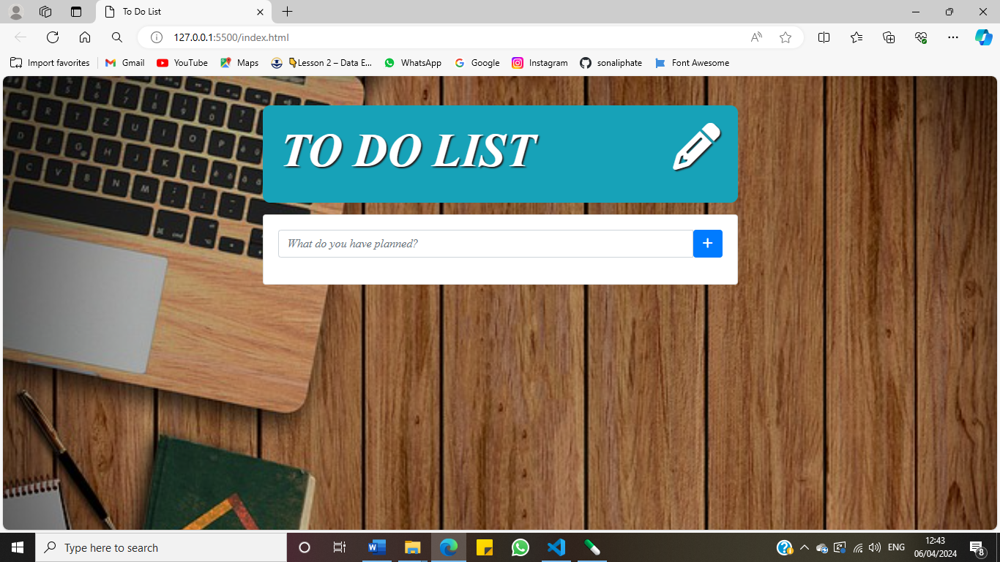 To Do List
127.0.0.1:5500/index.html
Import favorites Gmail YouTube Maps Lesson 2 – Data E... WhatsApp Google Instagram sonaliphate Font Awesome
TO DO LIST
What do you have planned?
Type here to search
ENG
12:43
06/04/2024
8